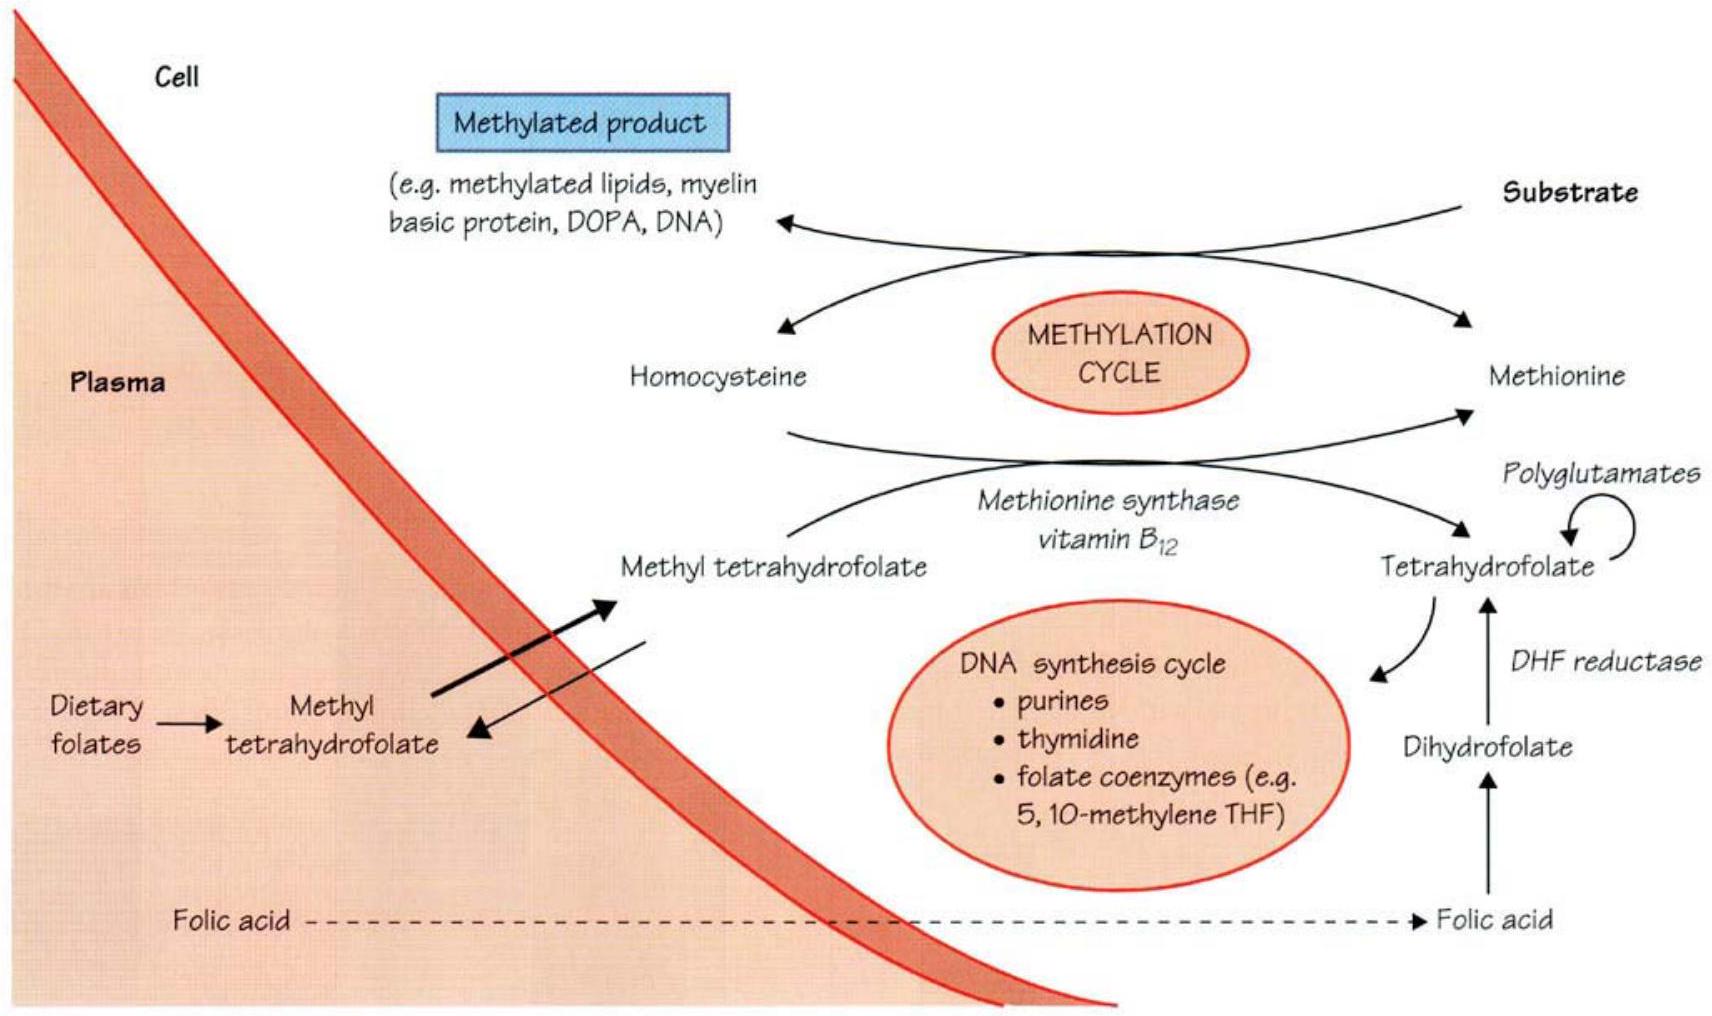 Cell
Methylated product
(e.g. methylated lipids, myelin
basic protein, DOPA, DNA)
Substrate
METHYLATION
CYCLE
Plasma
Homocysteine
Methionine
Polyglutamates
Methionine synthase
vitamin B12
Methyl tetrahydrofolate
Tetrahydrofolate
DNA synthesis cycle
• purines
• thymidine
• folate coenzymes (e.g.
5, 10-methylene THF)
DHF reductase
Dietary
folates
Methyl
tetrahydrofolate
Dihydrofolate
Folic acid
Folic acid